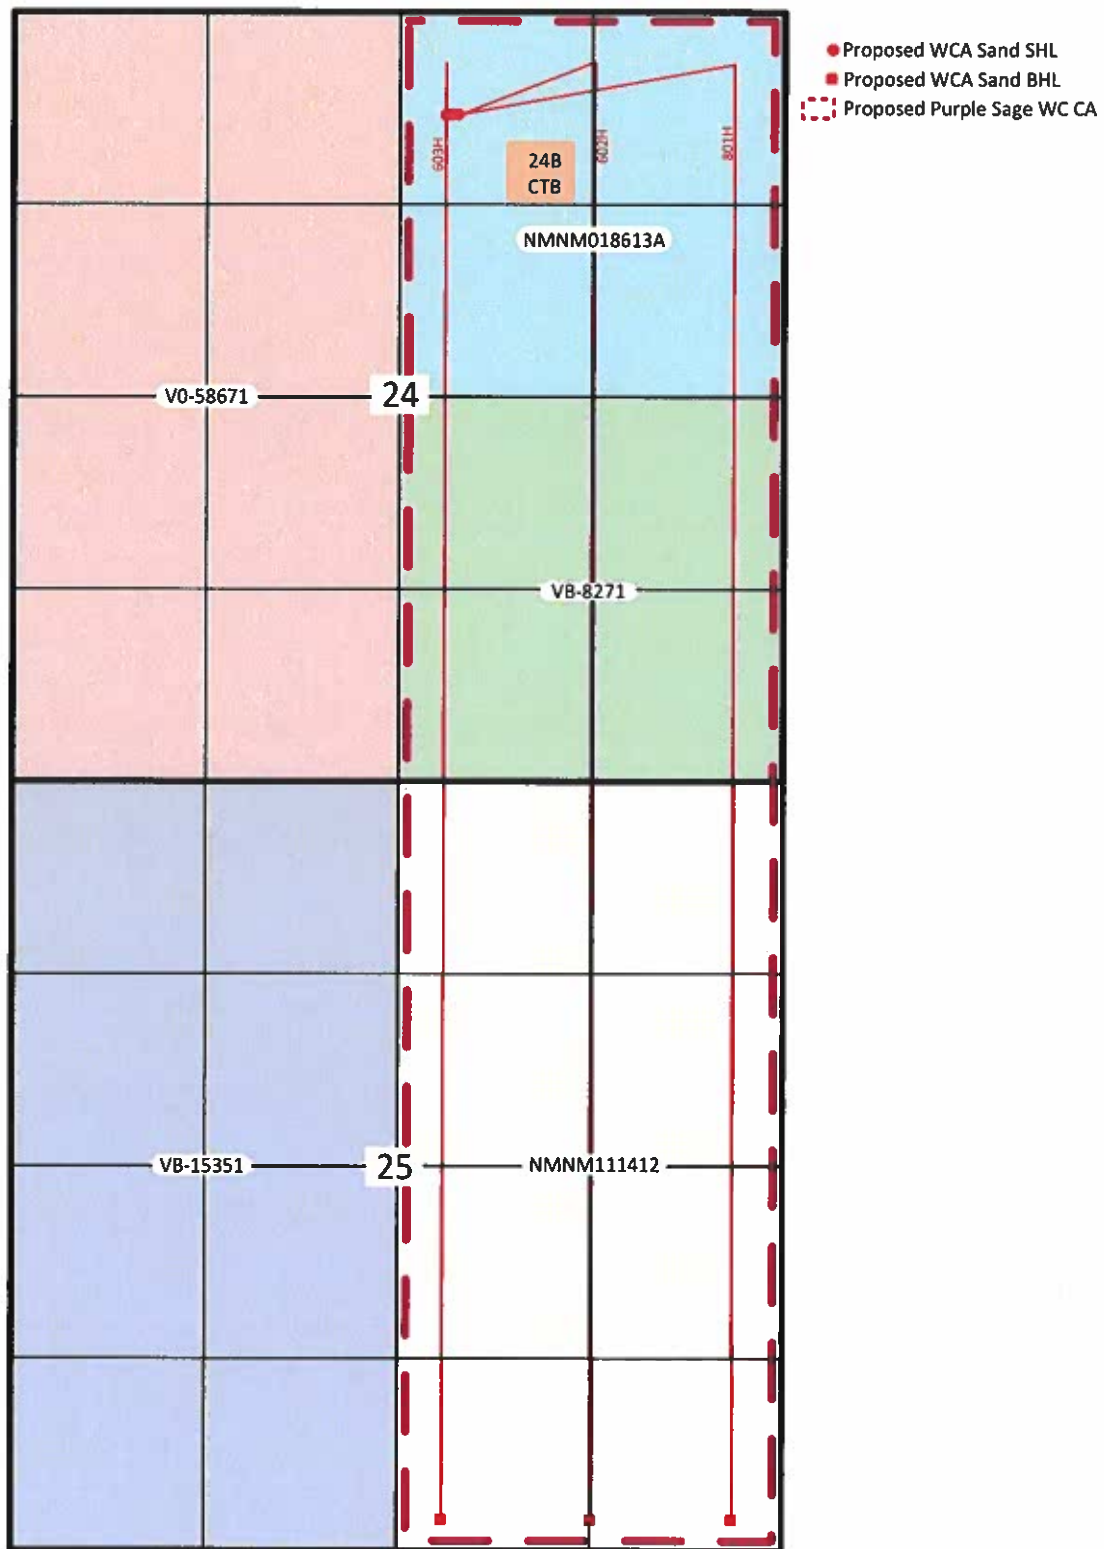 Proposed WCA Sand SHL
Proposed WCA Sand BHL
Proposed Purple Sage WC CA
603H
602H
801H
24B
CTB
NMNM018613A
V0-58671
24
VB-8271
VB-15351
25
NMNM111412